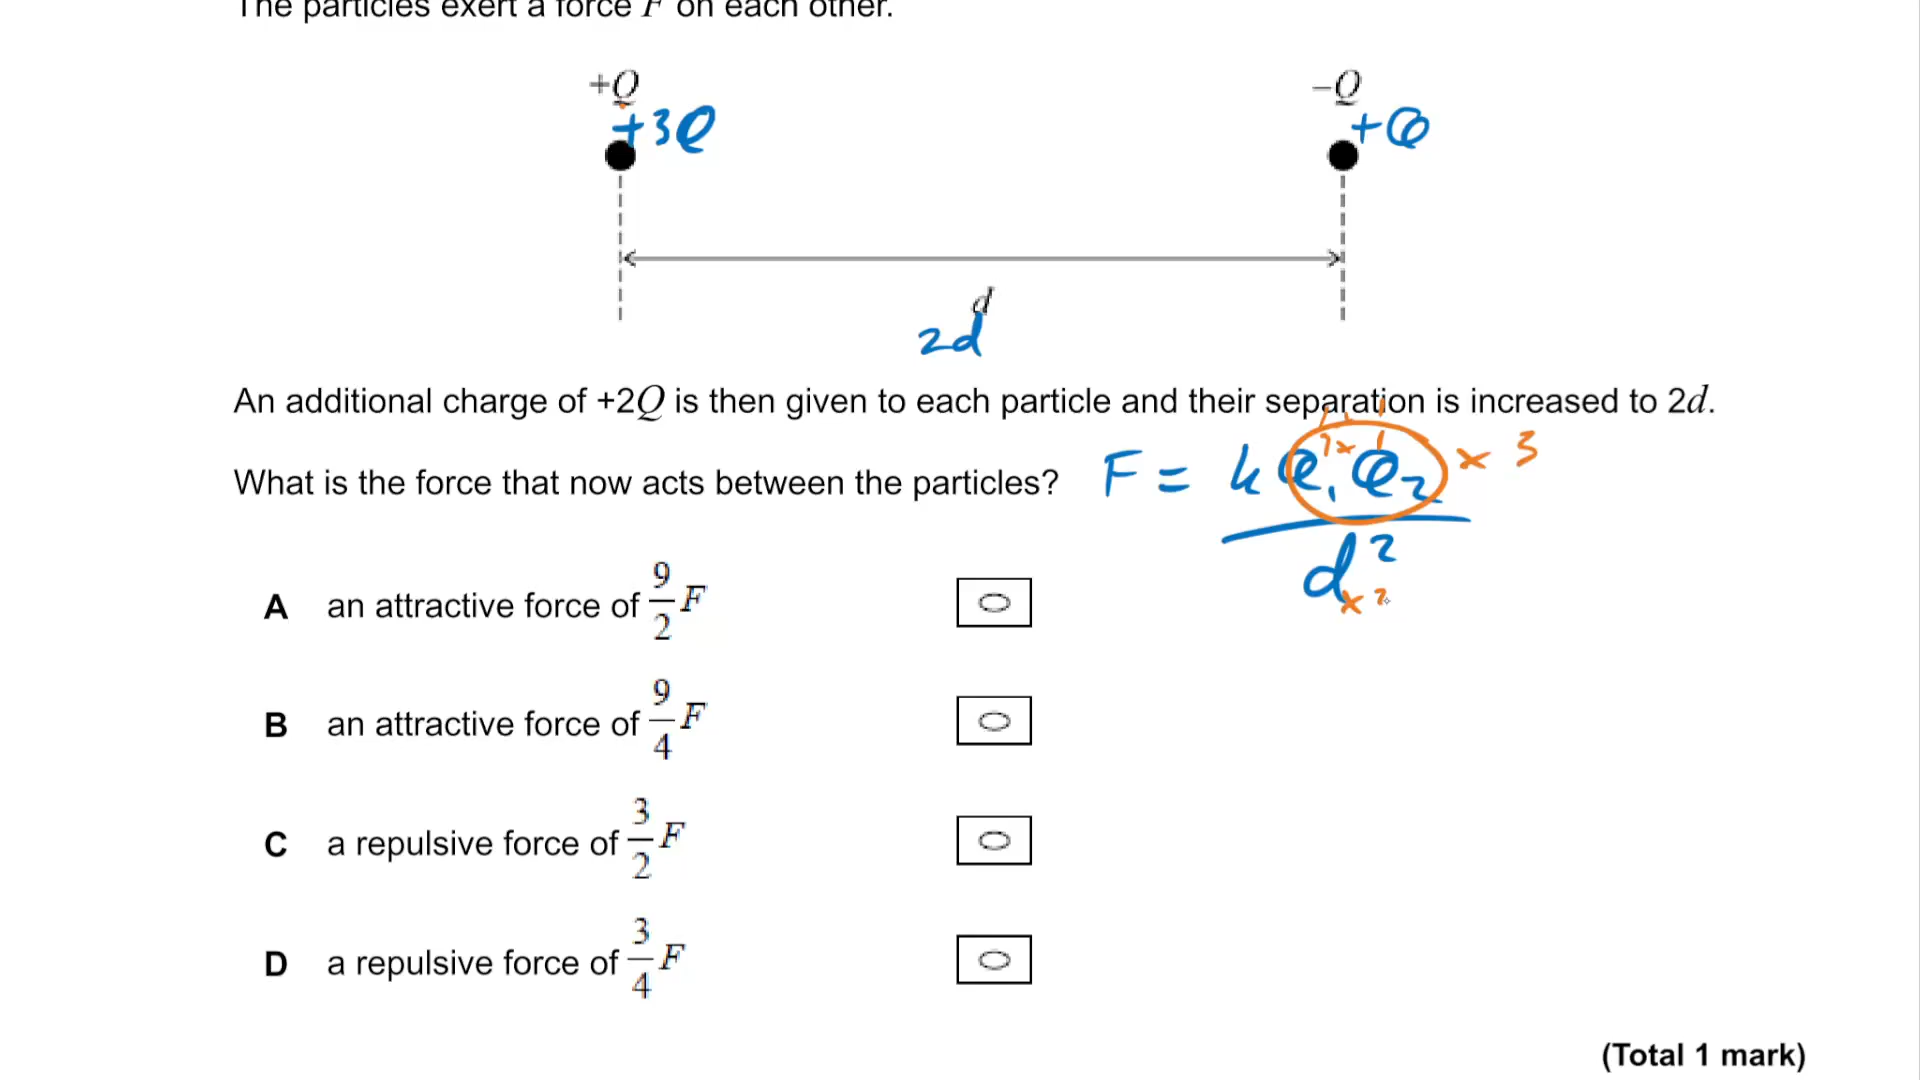 The particles exert a force F on each other.
+Q
−Q
+3Q
+Q
d
2d
An additional charge of +2Q is then given to each particle and their separation is increased to 2d.
What is the force that now acts between the particles?
F = kQ₁Q₂ × 3
d²
× 2
A an attractive force of 9/2 F
B an attractive force of 9/4 F
C a repulsive force of 3/2 F
D a repulsive force of 3/4 F
(Total 1 mark)